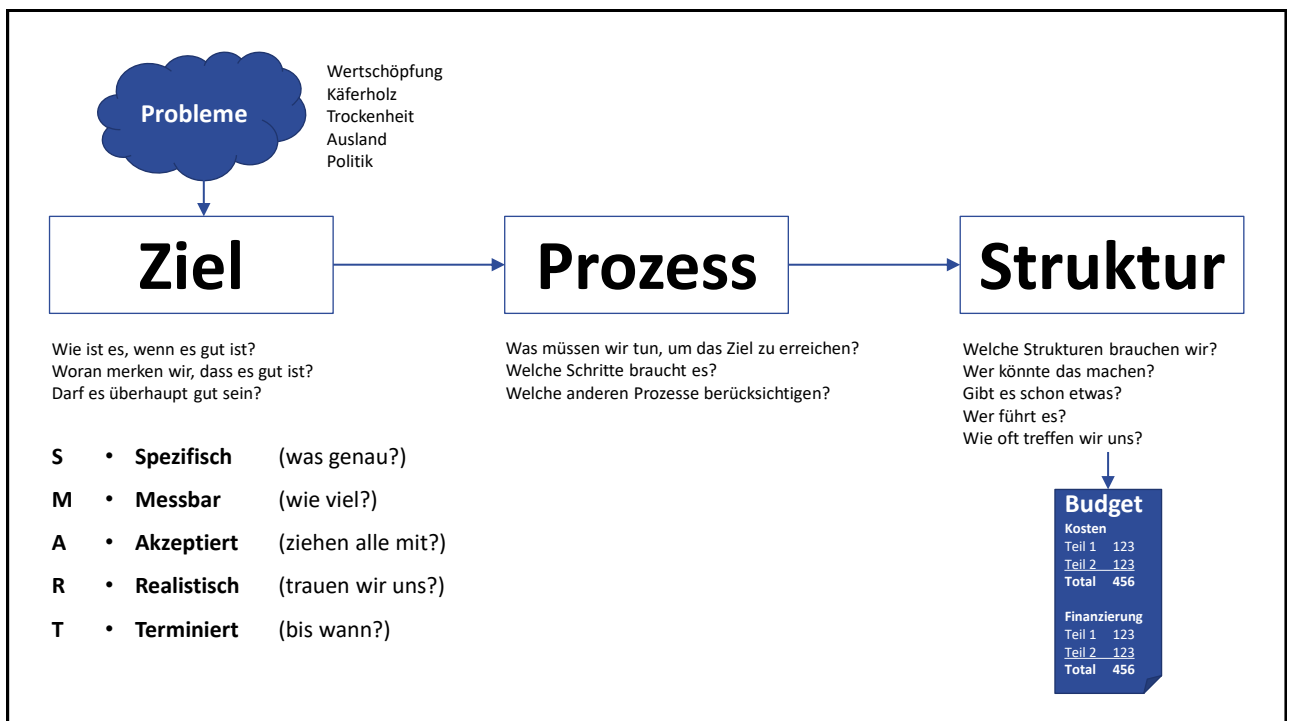 Probleme
Wertschöpfung
Käferholz
Trockenheit
Ausland
Politik
Ziel
Prozess
Struktur
Wie ist es, wenn es gut ist?
Woran merken wir, dass es gut ist?
Darf es überhaupt gut sein?
Was müssen wir tun, um das Ziel zu erreichen?
Welche Schritte braucht es?
Welche anderen Prozesse berücksichtigen?
Welche Strukturen brauchen wir?
Wer könnte das machen?
Gibt es schon etwas?
Wer führt es?
Wie oft treffen wir uns?
S • Spezifisch (was genau?)
M • Messbar (wie viel?)
A • Akzeptiert (ziehen alle mit?)
R • Realistisch (trauen wir uns?)
T • Terminiert (bis wann?)
Budget
Kosten
Teil 1 123
Teil 2 123
Total 456
Finanzierung
Teil 1 123
Teil 2 123
Total 456